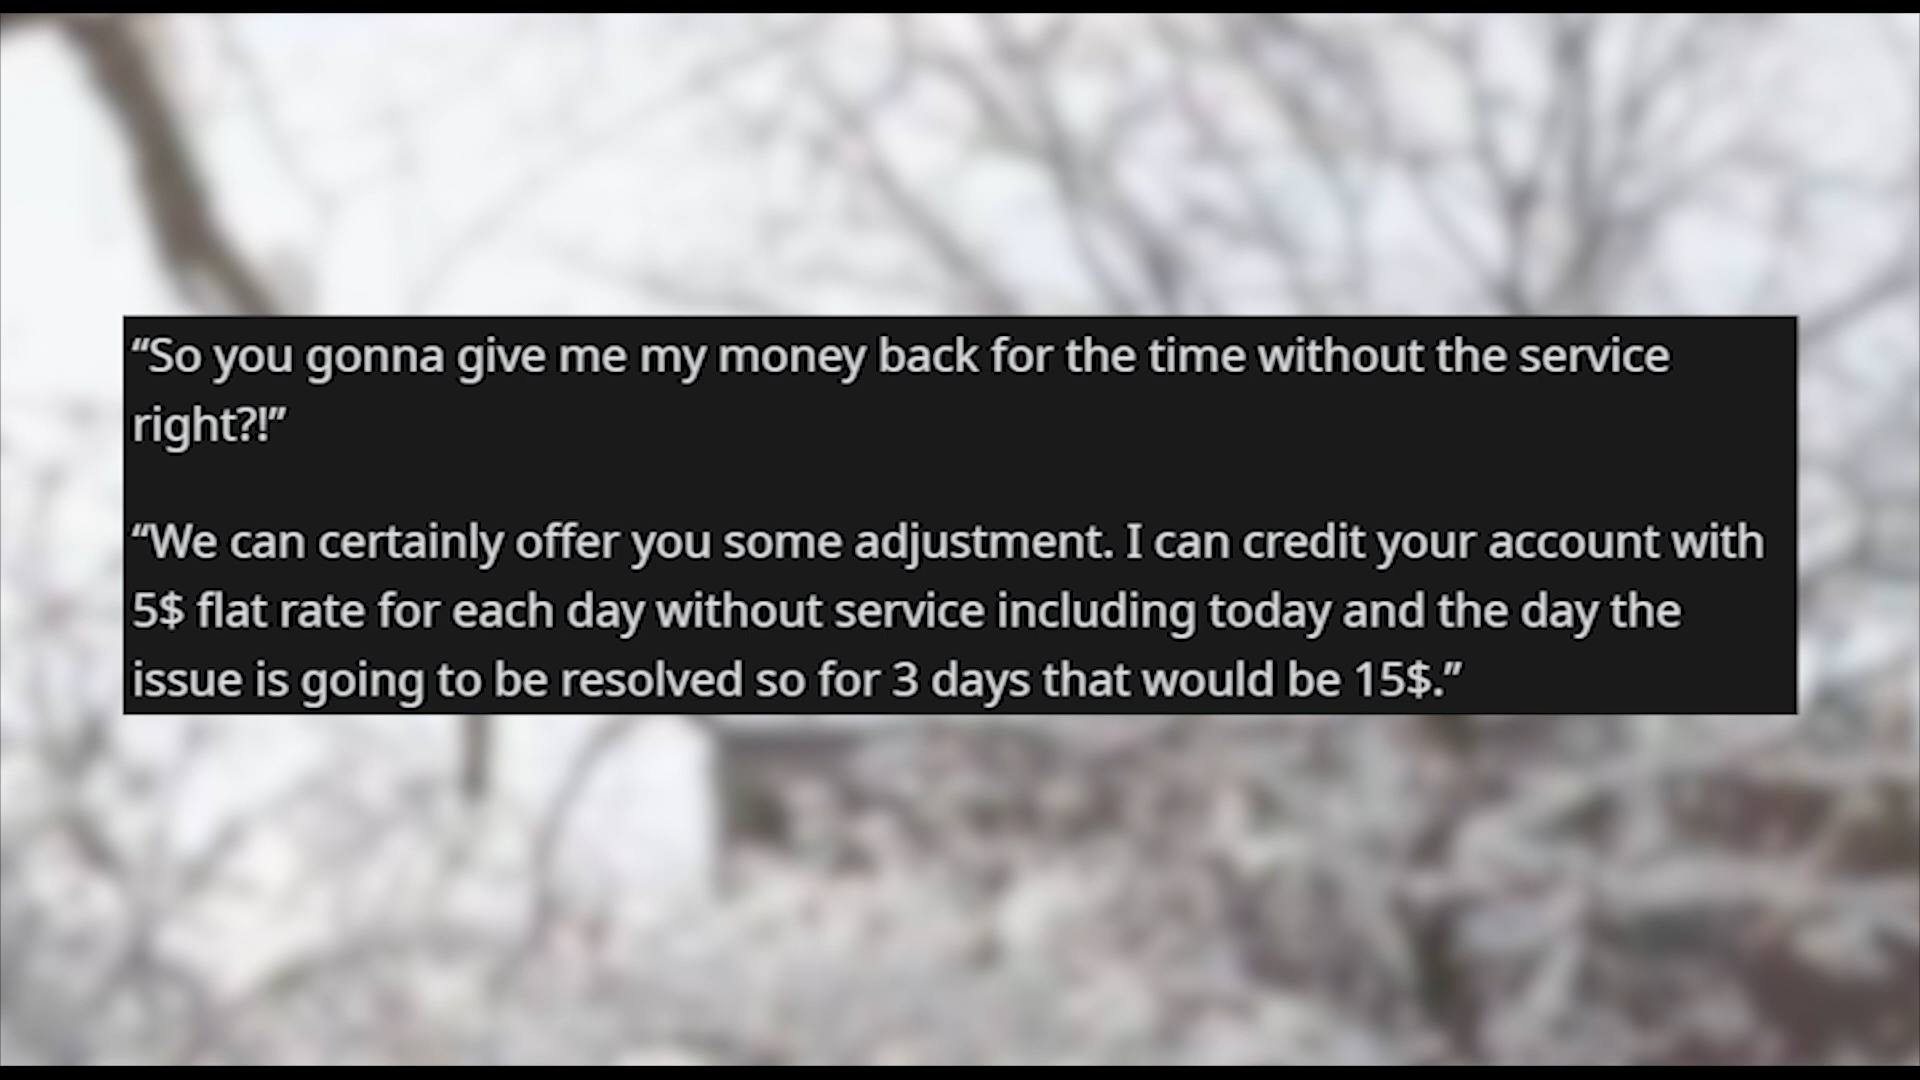 “So you gonna give me my money back for the time without the service
right?!”
“We can certainly offer you some adjustment. I can credit your account with
5$ flat rate for each day without service including today and the day the
issue is going to be resolved so for 3 days that would be 15$.”